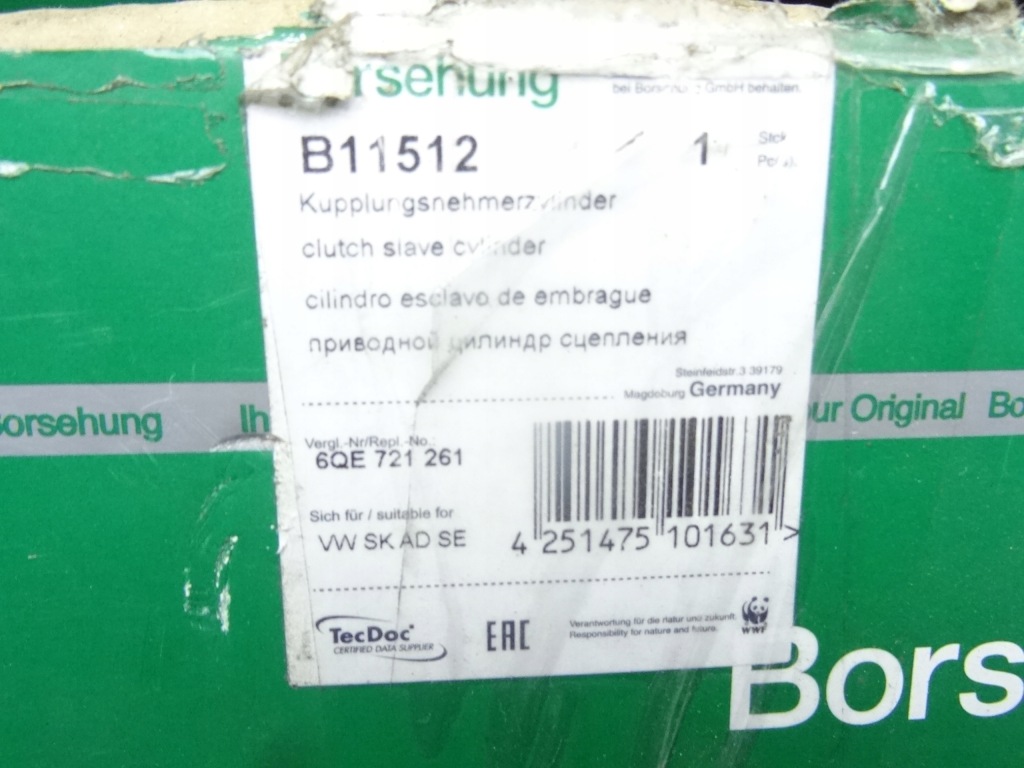 rsehung
bei Borsehung GmbH behalten.
B11512
1
Stck
Kupplungsnehmerzylinder
clutch slave cylinder
cilindro esclavo de embrague
приводной цилиндр сцепления
Steinfeldstr.3 39179
Magdeburg Germany
Borsehung Ih
ur Original Bo
Vergl.-Nr/Repl.-No.:
6QE 721 261
Sich für / suitable for
VW SK AD SE
4 251475 101631 >
TecDoc
CERTIFIED DATA SUPPLIER
EAC
Verantwortung für die natur und zukunft.
Responsibility for nature and future.
WWF
Bors